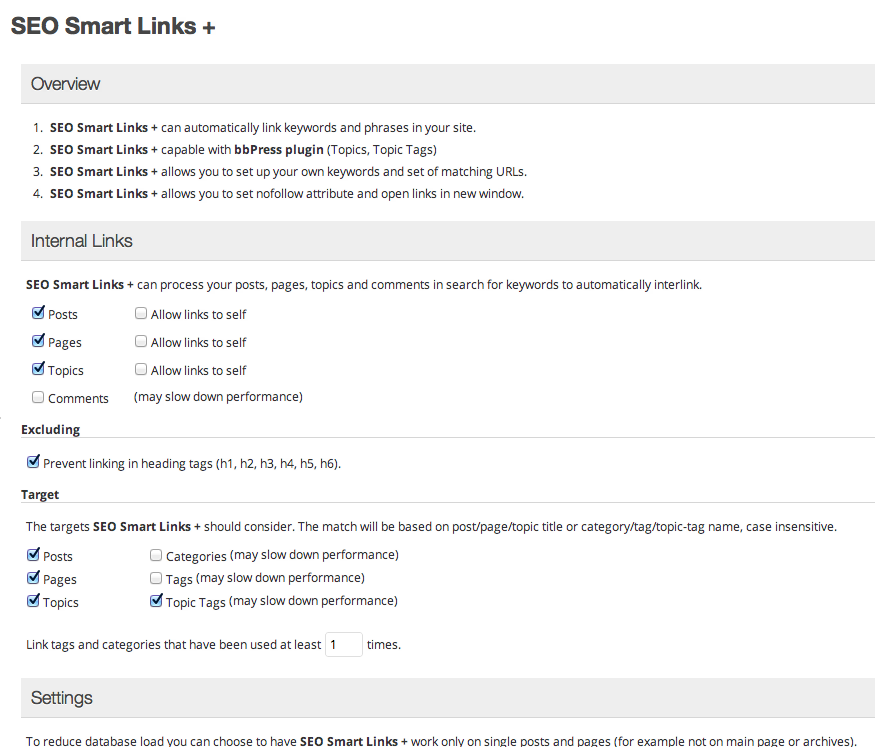 SEO Smart Links +
Overview
1. SEO Smart Links + can automatically link keywords and phrases in your site.
2. SEO Smart Links + capable with bbPress plugin (Topics, Topic Tags)
3. SEO Smart Links + allows you to set up your own keywords and set of matching URLs.
4. SEO Smart Links + allows you to set nofollow attribute and open links in new window.
Internal Links
SEO Smart Links + can process your posts, pages, topics and comments in search for keywords to automatically interlink.
Posts Allow links to self
Pages Allow links to self
Topics Allow links to self
Comments (may slow down performance)
Excluding
Prevent linking in heading tags (h1, h2, h3, h4, h5, h6).
Target
The targets SEO Smart Links + should consider. The match will be based on post/page/topic title or category/tag/topic-tag name, case insensitive.
Posts Categories (may slow down performance)
Pages Tags (may slow down performance)
Topics Topic Tags (may slow down performance)
Link tags and categories that have been used at least 1 times.
Settings
To reduce database load you can choose to have SEO Smart Links + work only on single posts and pages (for example not on main page or archives).